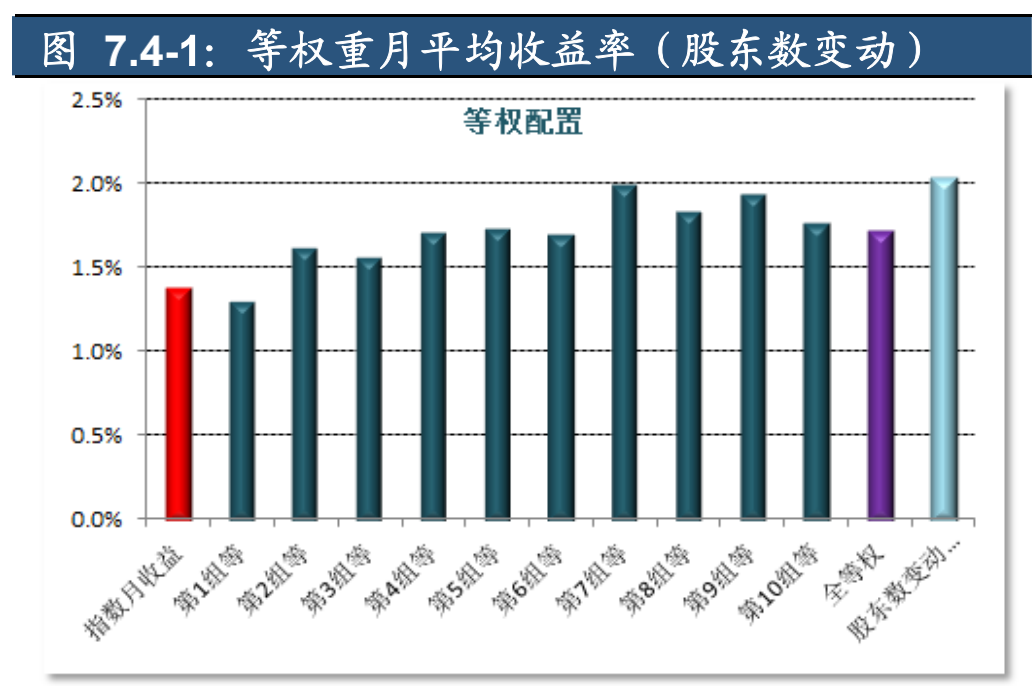 图 7.4-1：等权重月平均收益率（股东数变动）
等权配置
2.5%
2.0%
1.5%
1.0%
0.5%
0.0%
指数月收益
第1组等
第2组等
第3组等
第4组等
第5组等
第6组等
第7组等
第8组等
第9组等
第10组等
全等权
股东数变动…